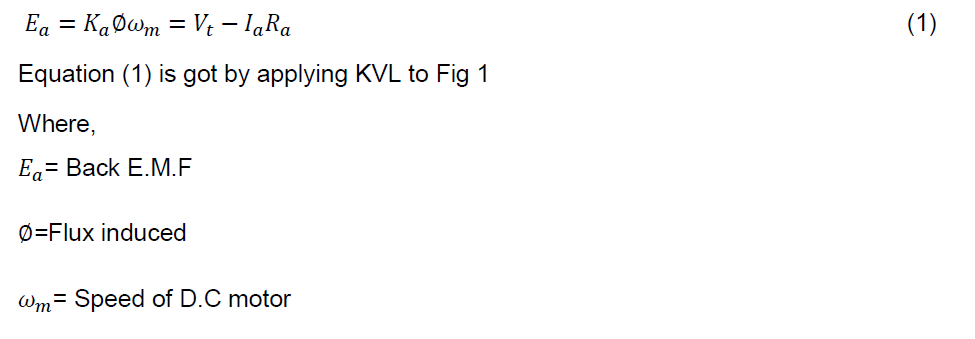 𝐸ₐ = 𝐾ₐ∅𝜔ₘ = 𝑉ₜ − 𝐼ₐ𝑅ₐ (1)
Equation (1) is got by applying KVL to Fig 1
Where,
𝐸ₐ= Back E.M.F
∅=Flux induced
𝜔ₘ= Speed of D.C motor